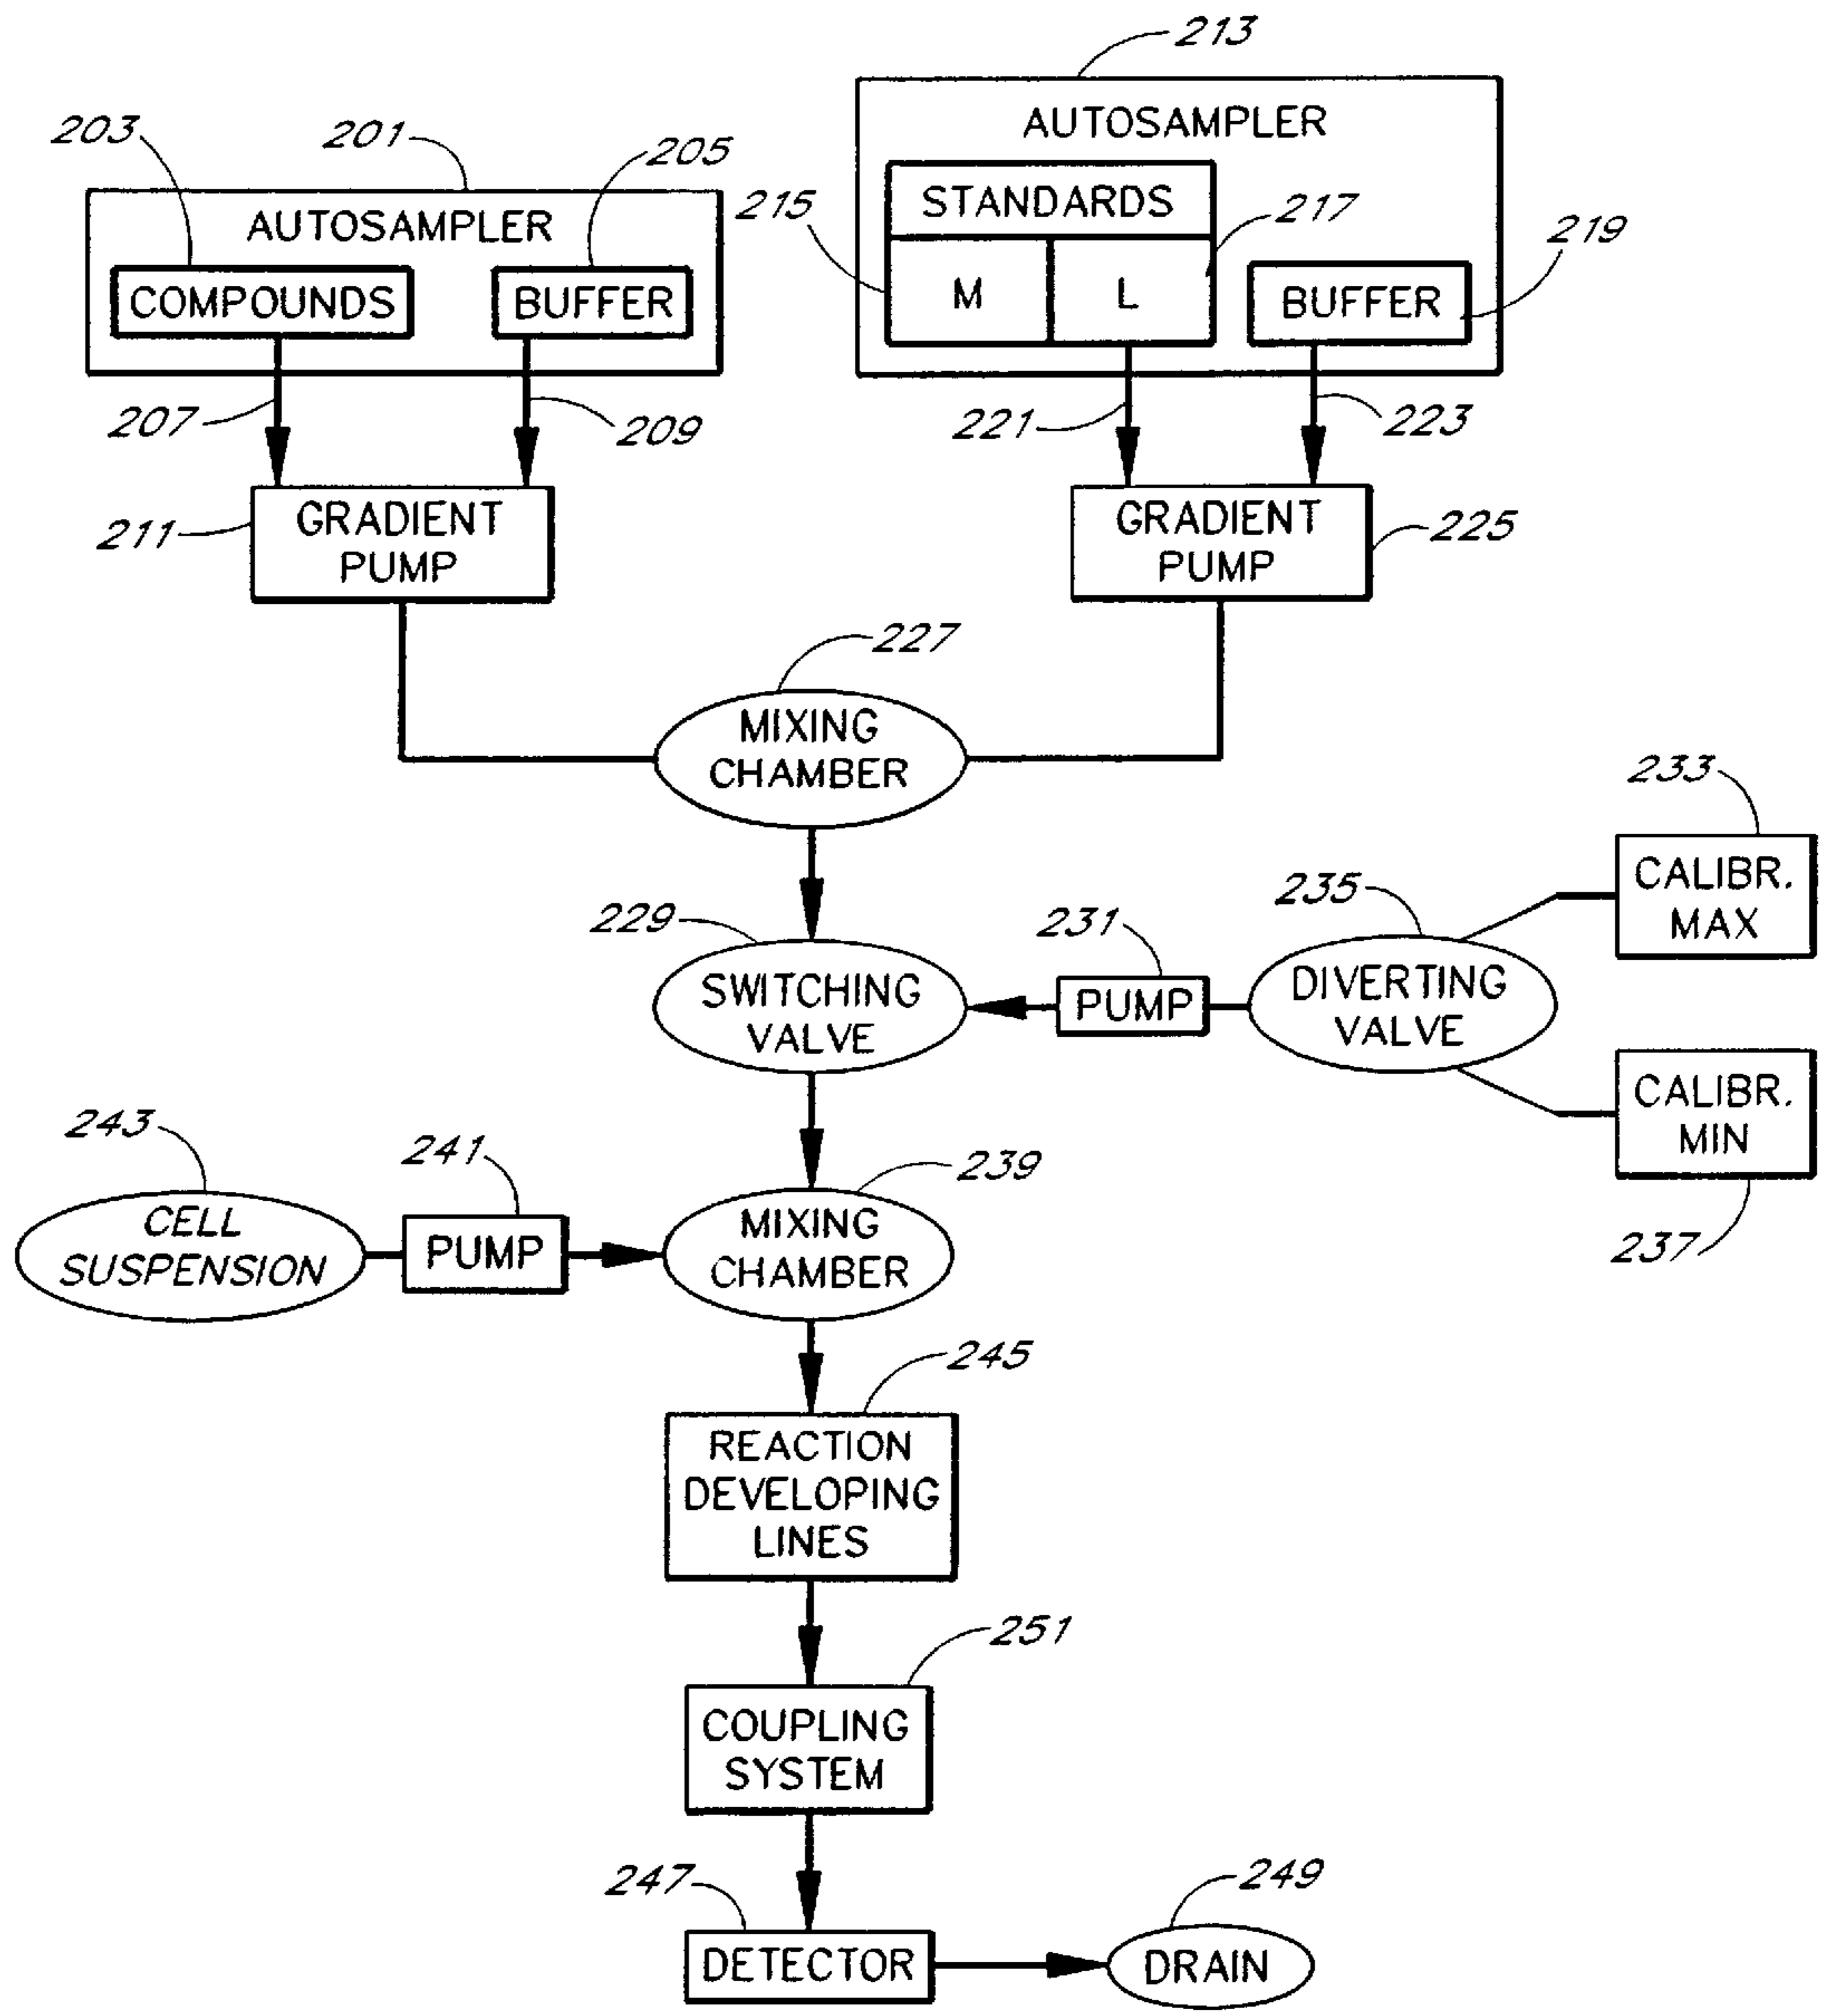 213
AUTOSAMPLER
203
201
205
215
STANDARDS
217
219
AUTOSAMPLER
COMPOUNDS
BUFFER
M
L
BUFFER
207
209
221
223
211
GRADIENT
PUMP
GRADIENT
PUMP
225
227
MIXING
CHAMBER
233
CALIBR.
MAX
229
231
235
SWITCHING
VALVE
PUMP
DIVERTING
VALVE
CALIBR.
MIN
237
243
241
239
CELL
SUSPENSION
PUMP
MIXING
CHAMBER
245
REACTION
DEVELOPING
LINES
251
COUPLING
SYSTEM
247
249
DETECTOR
DRAIN